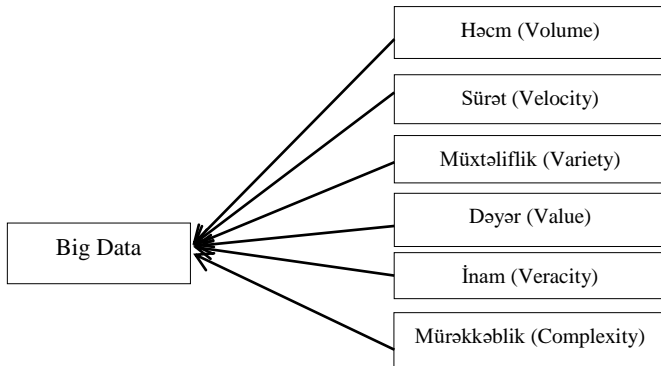 Həcm (Volume)
Sürət (Velocity)
Müxtəliflik (Variety)
Dəyər (Value)
Big Data
İnam (Veracity)
Mürəkkəblik (Complexity)